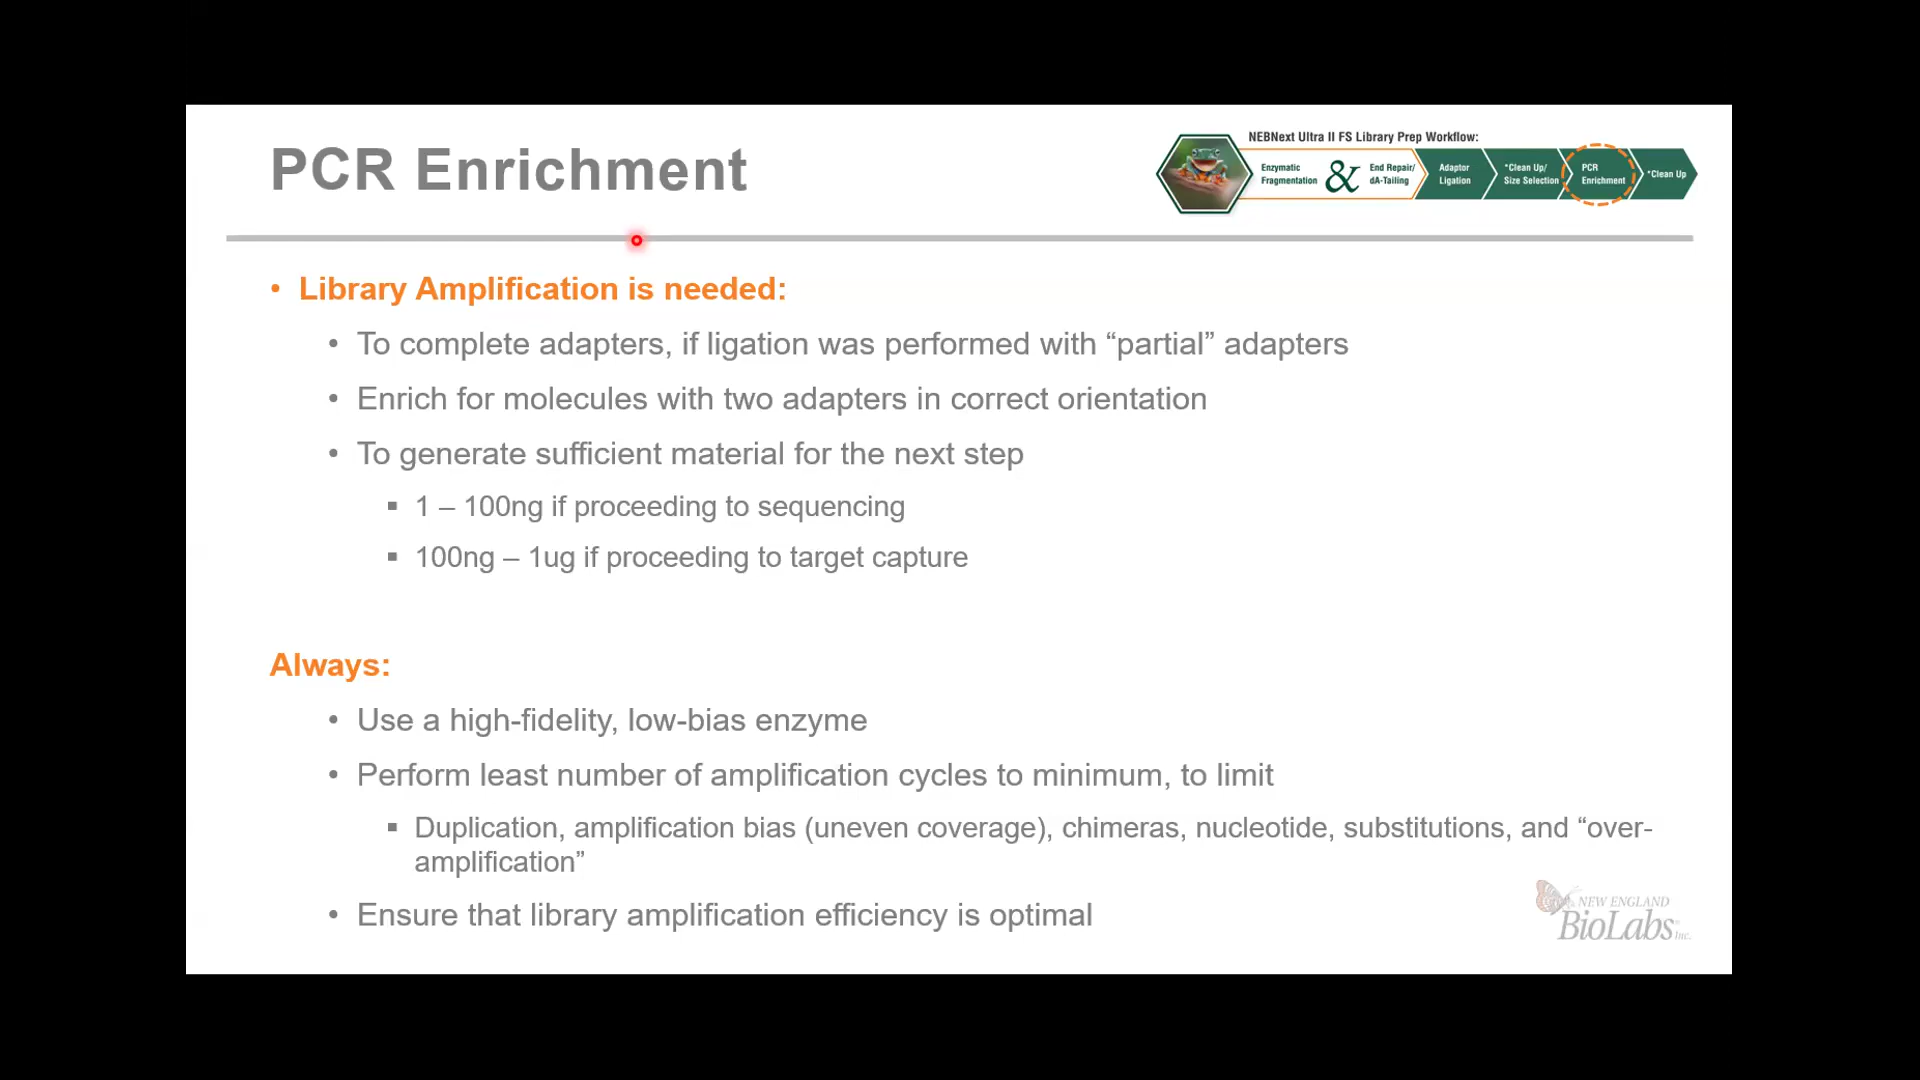 PCR Enrichment
NEBNext Ultra II FS Library Prep Workflow:
Enzymatic
Fragmentation
&
End Repair/
dA-Tailing
Adaptor
Ligation
*Clean Up/
Size Selection
PCR
Enrichment
*Clean Up
• Library Amplification is needed:
• To complete adapters, if ligation was performed with “partial” adapters
• Enrich for molecules with two adapters in correct orientation
• To generate sufficient material for the next step
▪ 1 – 100ng if proceeding to sequencing
▪ 100ng – 1ug if proceeding to target capture
Always:
• Use a high-fidelity, low-bias enzyme
• Perform least number of amplification cycles to minimum, to limit
▪ Duplication, amplification bias (uneven coverage), chimeras, nucleotide, substitutions, and “over-
amplification”
• Ensure that library amplification efficiency is optimal
NEW ENGLAND
BioLabs® Inc.